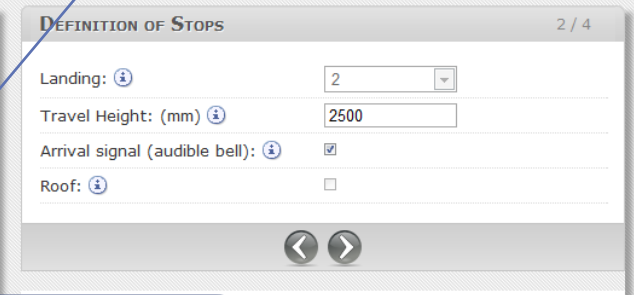 DEFINITION OF STOPS 2 / 4
Landing: 2
Travel Height: (mm) 2500
Arrival signal (audible bell):
Roof: